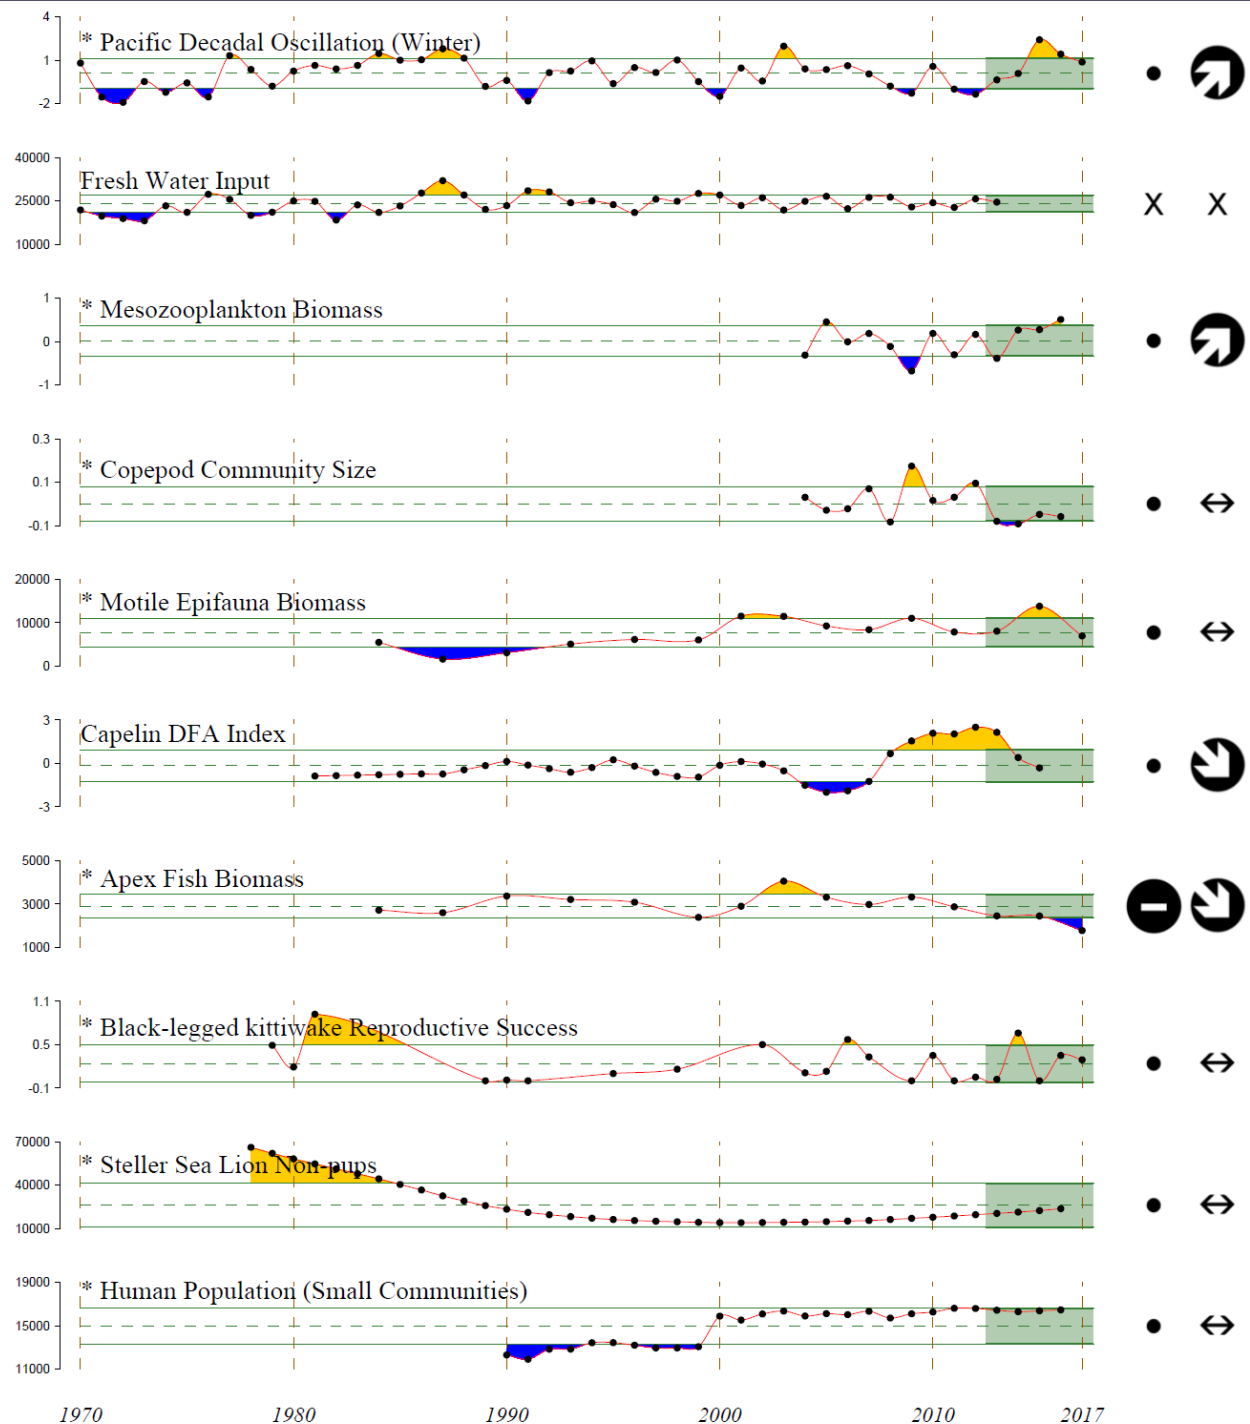 4
* Pacific Decadal Oscillation (Winter)
1
-2
40000
Fresh Water Input
25000
X X
10000
1
* Mesozooplankton Biomass
0
-1
0.3
* Copepod Community Size
0.1
-0.1
20000
* Motile Epifauna Biomass
10000
0
3
Capelin DFA Index
0
-3
5000
* Apex Fish Biomass
3000
1000
1.1
* Black-legged kittiwake Reproductive Success
0.5
-0.1
70000
* Steller Sea Lion Non-pups
40000
10000
19000
* Human Population (Small Communities)
15000
11000
1970 1980 1990 2000 2010 2017